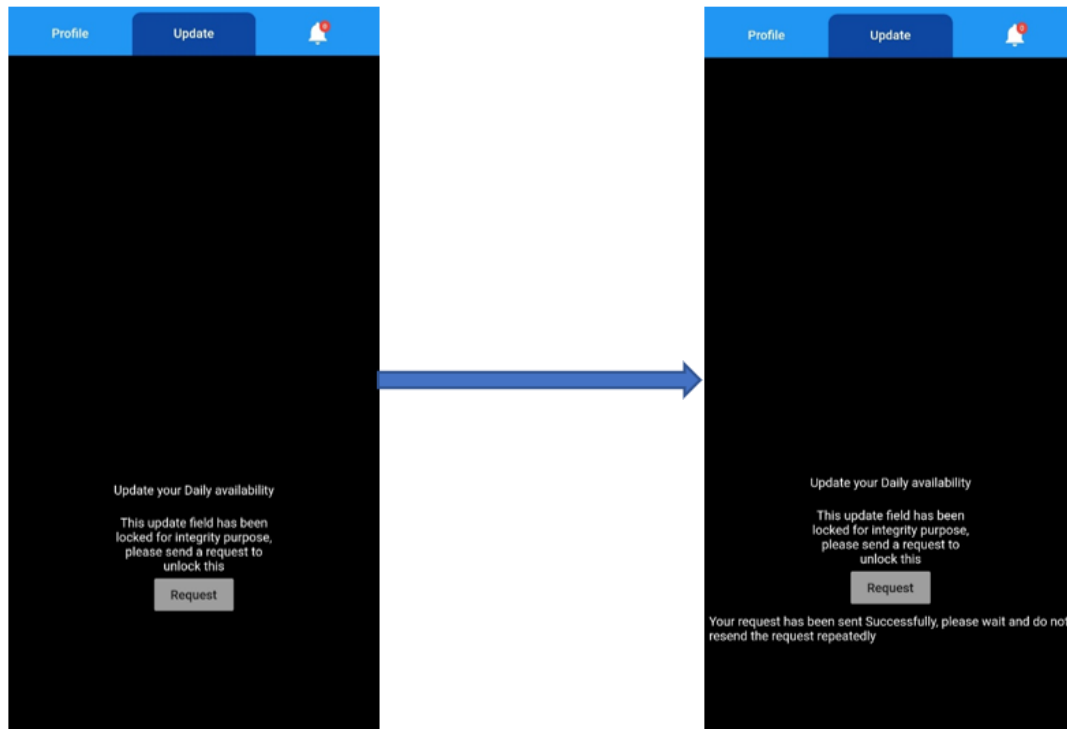 Profile
Update
0
Update your Daily availability
This update field has been
locked for integrity purpose,
please send a request to
unlock this
Request
Profile
Update
0
Update your Daily availability
This update field has been
locked for integrity purpose,
please send a request to
unlock this
Request
Your request has been sent Successfully, please wait and do not
resend the request repeatedly